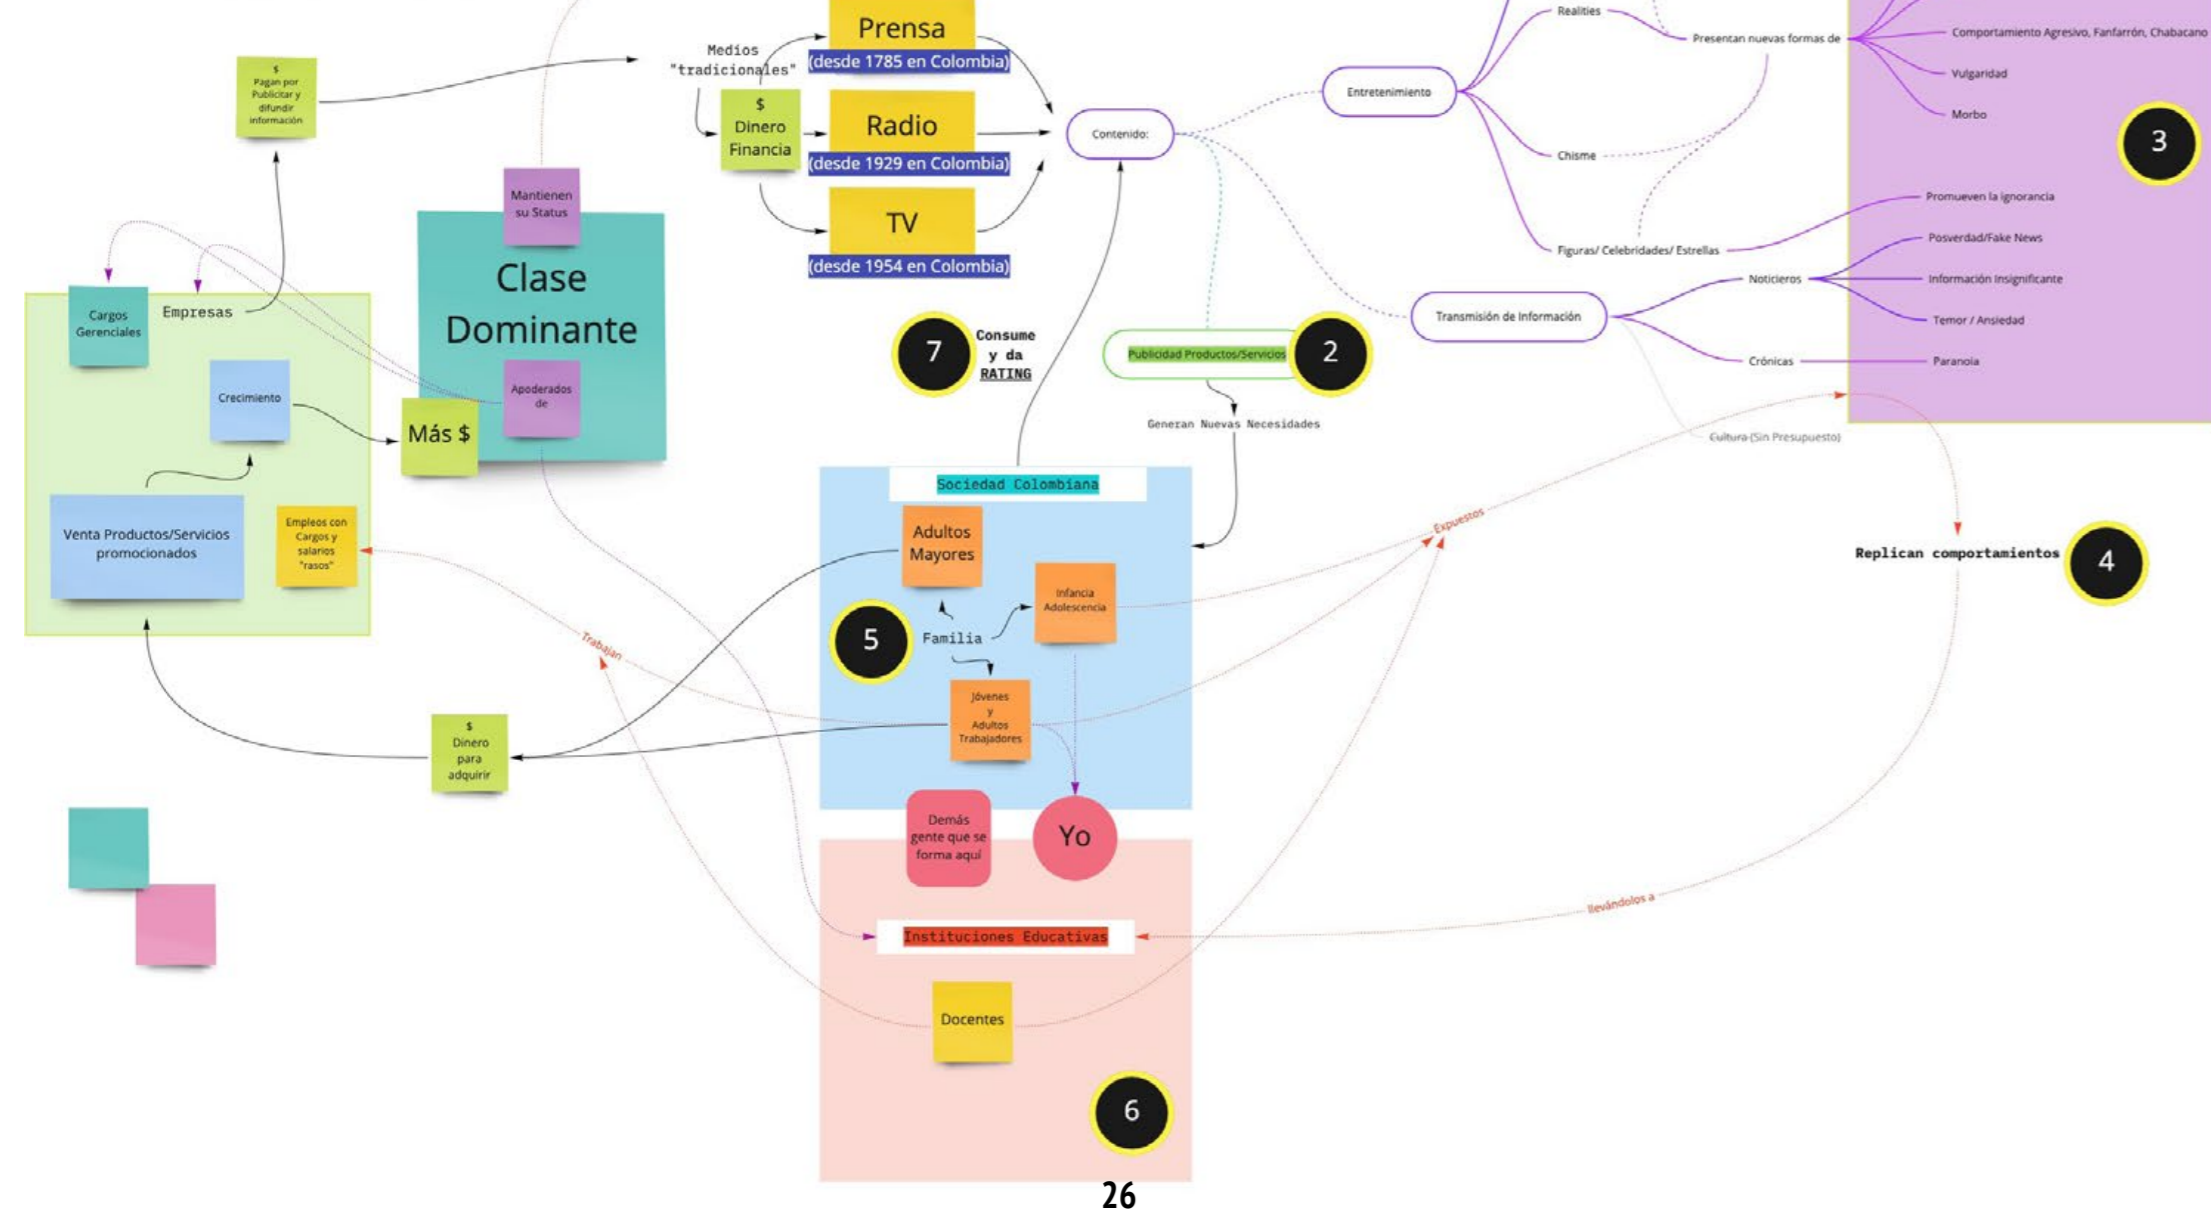 $
Pagan por
Publicitar y
difundir
información
Medios
"tradicionales"
$
Dinero
Financia
Prensa
(desde 1785 en Colombia)
Radio
(desde 1929 en Colombia)
TV
(desde 1954 en Colombia)
Contenido:
Entretenimiento
Realities
Presentan nuevas formas de
Chisme
Figuras/ Celebridades/ Estrellas
Comportamiento Agresivo, Fanfarrón, Chabacano
Vulgaridad
Morbo
3
Promueven la ignorancia
Posverdad/Fake News
Noticieros
Información Insignificante
Temor / Ansiedad
Transmisión de Información
Crónicas
Paranoia
Cultura (Sin Presupuesto)
Mantienen
su Status
Clase
Dominante
Apoderados
de
Más $
Cargos
Gerenciales
Empresas
Crecimiento
Venta Productos/Servicios
promocionados
Empleos con
Cargos y
salarios
"rasos"
7
Consume
y da
RATING
Publicidad Productos/Servicios
2
Generan Nuevas Necesidades
Sociedad Colombiana
Adultos
Mayores
Infancia
Adolescencia
5
Familia
Jóvenes
y
Adultos
Trabajadores
Expuestos
Replican comportamientos
4
Trabajan
$
Dinero
para
adquirir
Demás
gente que se
forma aquí
Yo
llevándolos a
Instituciones Educativas
Docentes
6
26